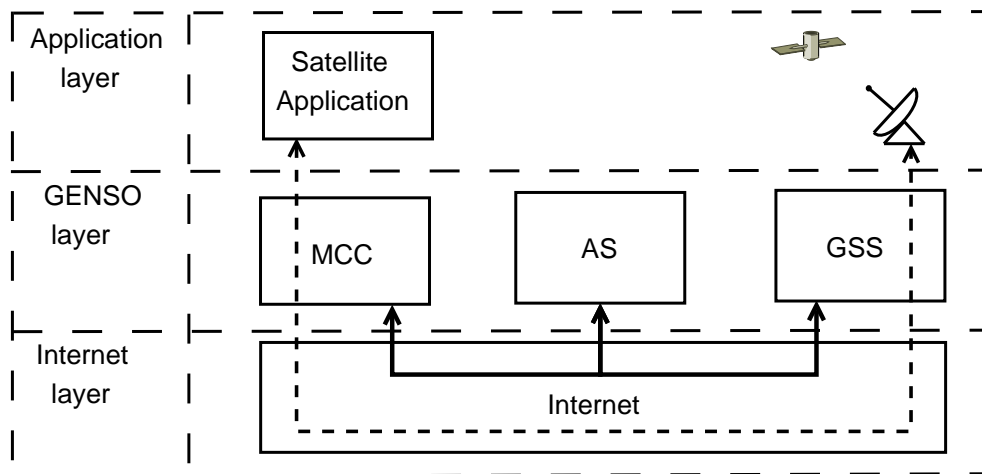 Application
layer
Satellite
Application
GENSO
layer
MCC
AS
GSS
Internet
layer
Internet